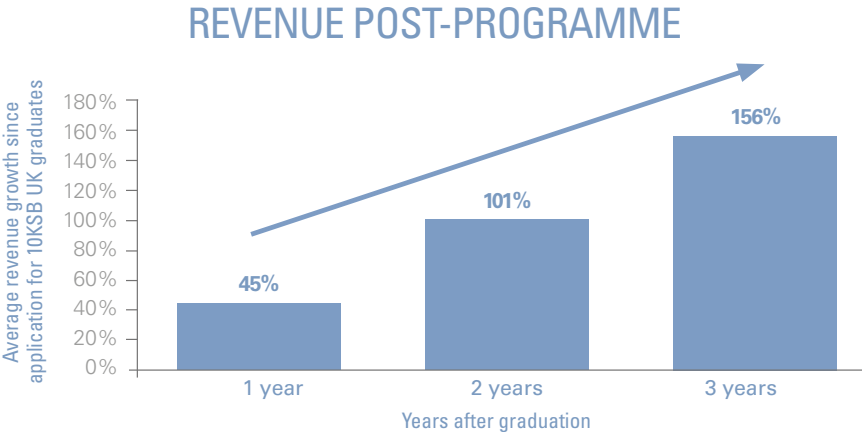 REVENUE POST-PROGRAMME
Average revenue growth since
application for 10KSB UK graduates
180%
160%
140%
120%
100%
80%
60%
40%
20%
0%
45%
101%
156%
1 year
2 years
3 years
Years after graduation